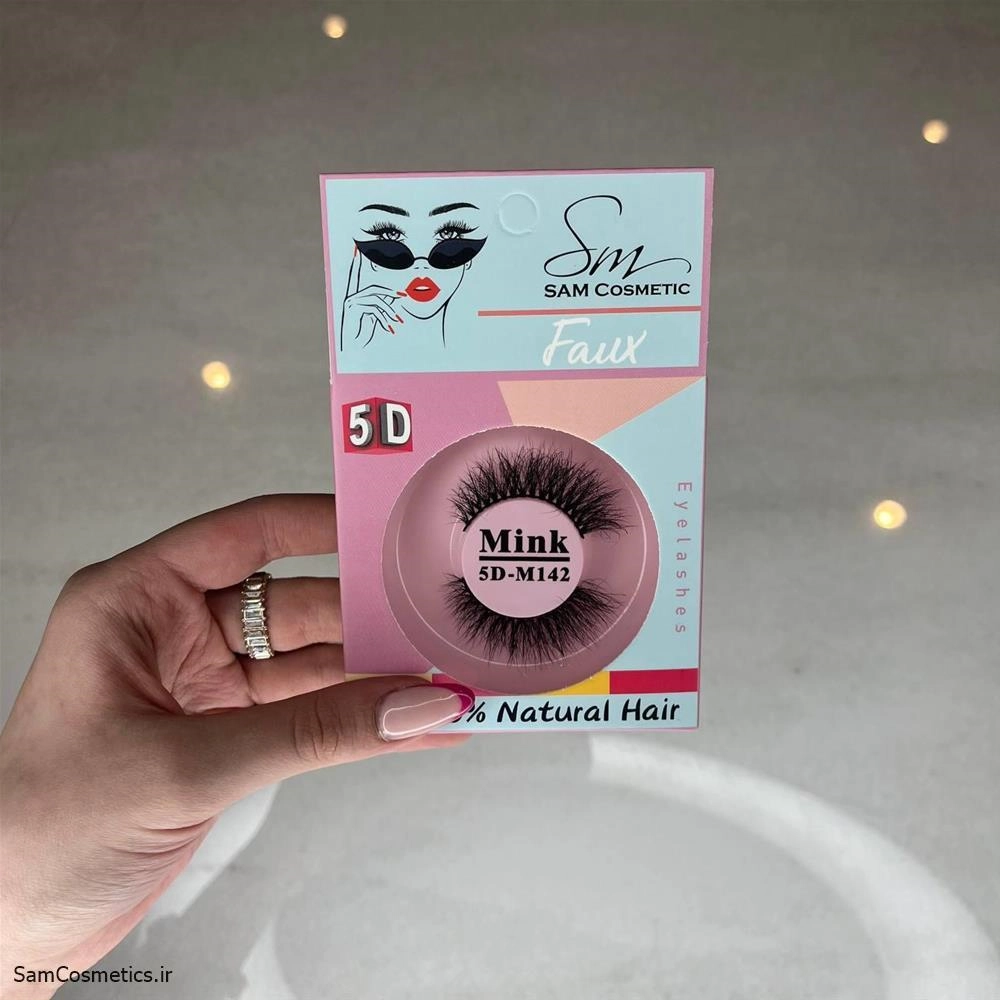 Sm
SAM COSMETIC
Faux
5D
Eyelashes
Mink
5D-M142
% Natural Hair
SamCosmetics.ir